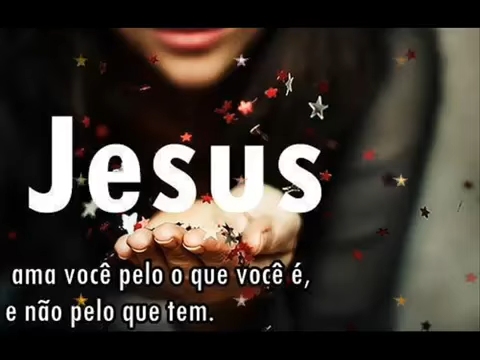 Jesus
ama você pelo o que você é,
e não pelo que tem.